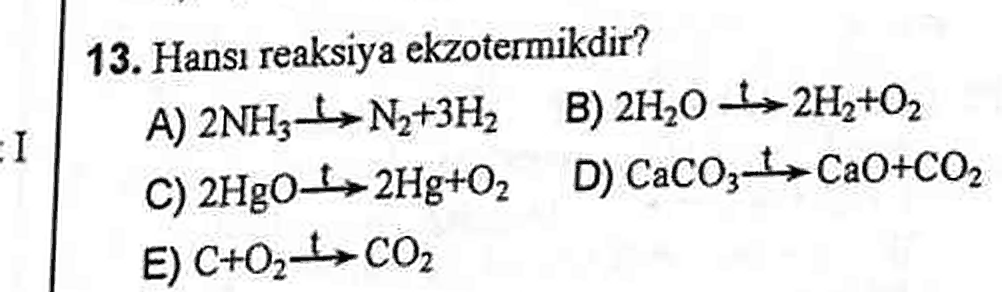 13. Hansı reaksiya ekzotermikdir?
A) 2NH₃ —t→ N₂+3H₂ B) 2H₂O —t→ 2H₂+O₂
: I
C) 2HgO —t→ 2Hg+O₂ D) CaCO₃ —t→ CaO+CO₂
E) C+O₂ —t→ CO₂